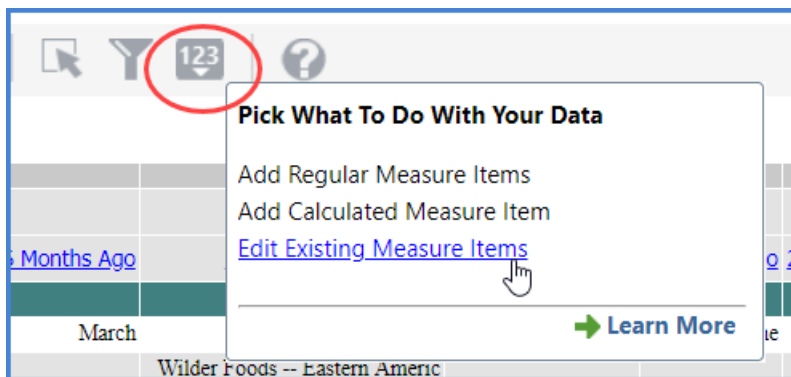 123
Pick What To Do With Your Data
Add Regular Measure Items
Add Calculated Measure Item
Edit Existing Measure Items
Months Ago
Learn More
March
Wilder Foods -- Eastern Americ